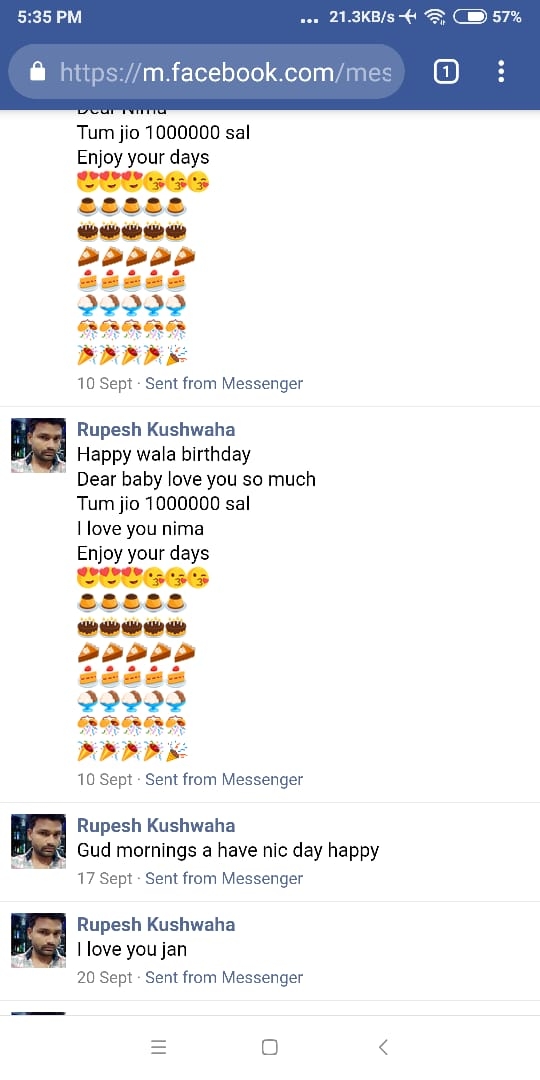 5:35 PM
... 21.3KB/s 57%
https://m.facebook.com/mes
1
Dear Nima
Tum jio 1000000 sal
Enjoy your days
😍😍😍😘😘😘
🍮🍮🍮🍮🍮
🎂🎂🎂🎂🎂
🥧🥧🥧🥧🥧
🍰🍰🍰🍰🍰
🍨🍨🍨🍨🍨
🎊🎊🎊🎊🎊
🎉🎉🎉🎉🎉
10 Sept · Sent from Messenger
Rupesh Kushwaha
Happy wala birthday
Dear baby love you so much
Tum jio 1000000 sal
I love you nima
Enjoy your days
😍😍😍😘😘😘
🍮🍮🍮🍮🍮
🎂🎂🎂🎂🎂
🥧🥧🥧🥧🥧
🍰🍰🍰🍰🍰
🍨🍨🍨🍨🍨
🎊🎊🎊🎊🎊
🎉🎉🎉🎉🎉
10 Sept · Sent from Messenger
Rupesh Kushwaha
Gud mornings a have nic day happy
17 Sept · Sent from Messenger
Rupesh Kushwaha
I love you jan
20 Sept · Sent from Messenger